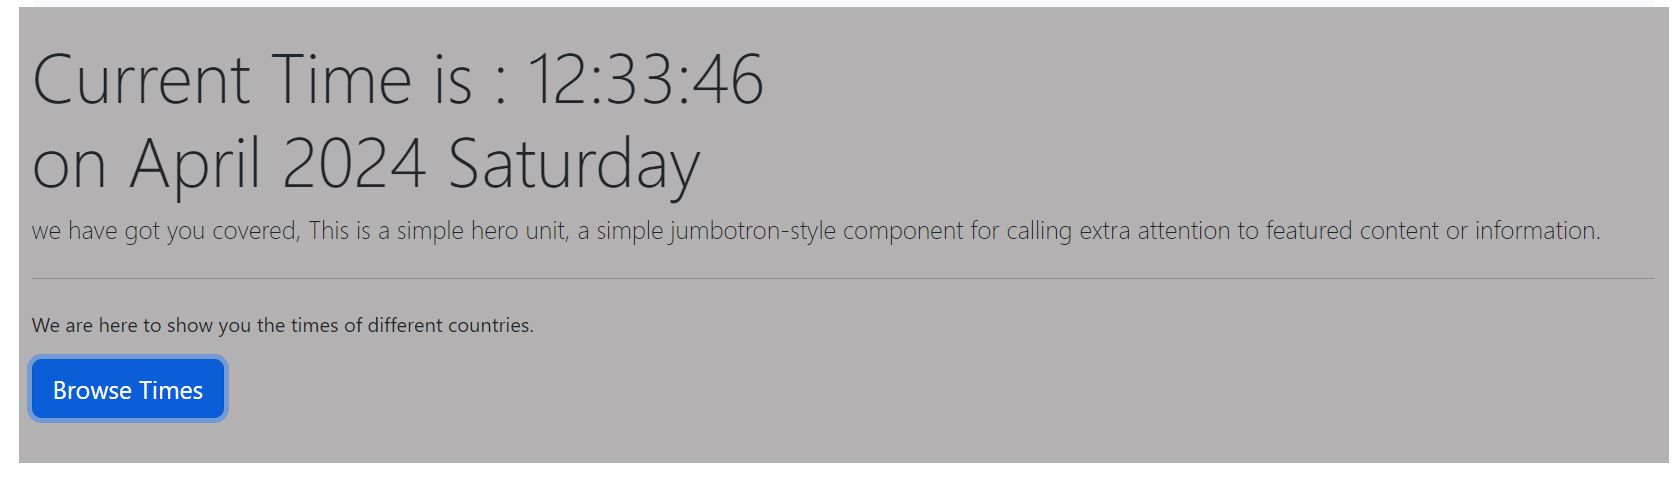 Current Time is : 12:33:46
on April 2024 Saturday
we have got you covered, This is a simple hero unit, a simple jumbotron-style component for calling extra attention to featured content or information.
We are here to show you the times of different countries.
Browse Times